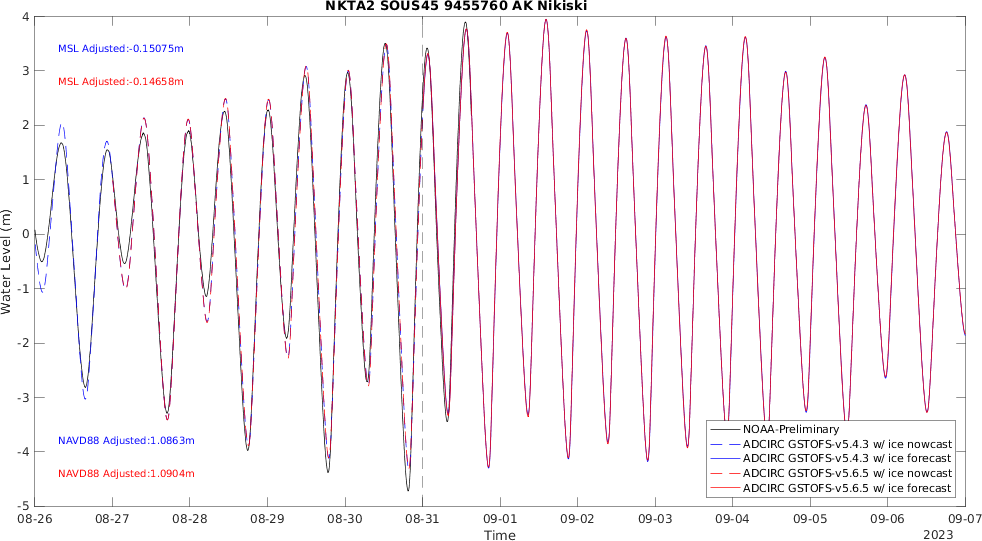 NKTA2 SOUS45 9455760 AK Nikiski
4
3
2
1
0
-1
-2
-3
-4
-5
Water Level (m)
MSL Adjusted:-0.15075m
MSL Adjusted:-0.14658m
NAVD88 Adjusted:1.0863m
NAVD88 Adjusted:1.0904m
NOAA-Preliminary
ADCIRC GSTOFS-v5.4.3 w/ ice nowcast
ADCIRC GSTOFS-v5.4.3 w/ ice forecast
ADCIRC GSTOFS-v5.6.5 w/ ice nowcast
ADCIRC GSTOFS-v5.6.5 w/ ice forecast
08-26 08-27 08-28 08-29 08-30 08-31 09-01 09-02 09-03 09-04 09-05 09-06 09-07
Time
2023